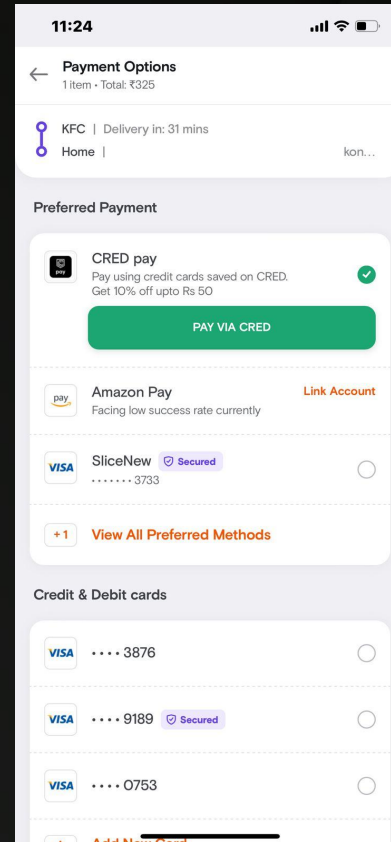 11:24
Payment Options
1 item • Total: ₹325
KFC | Delivery in: 31 mins
Home | kon...
Preferred Payment
CRED pay
Pay using credit cards saved on CRED.
Get 10% off upto Rs 50
pay
PAY VIA CRED
pay
Amazon Pay
Link Account
Facing low success rate currently
VISA
SliceNew Secured
••••••• 3733
+1 View All Preferred Methods
Credit & Debit cards
VISA •••• 3876
VISA •••• 9189 Secured
VISA •••• 0753
Add New Card